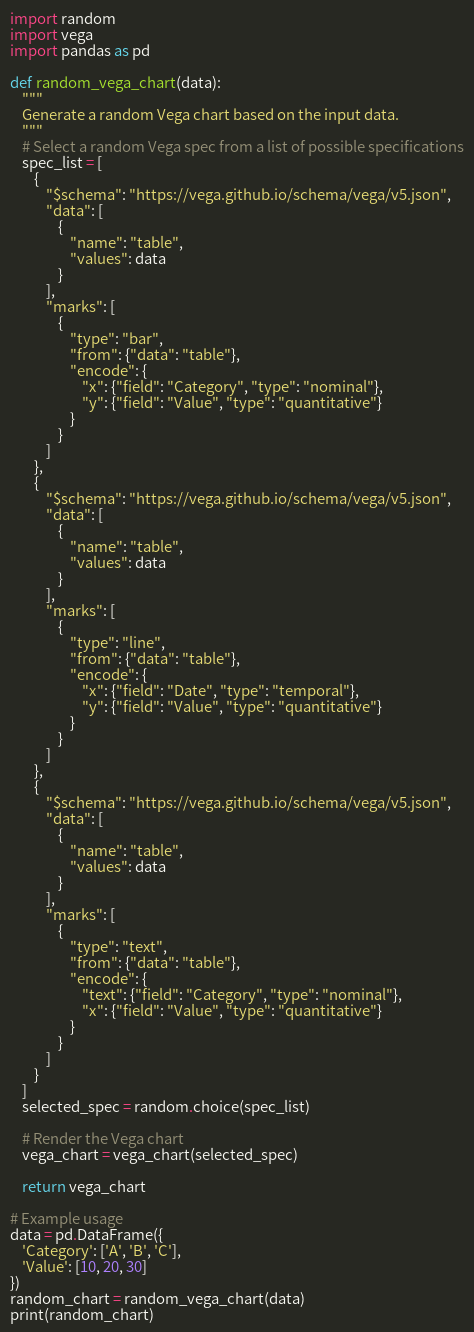 import random
import vega
import pandas as pd

def random_vega_chart(data):
    """
    Generate a random Vega chart based on the input data.
    """
    # Select a random Vega spec from a list of possible specifications
    spec_list = [
        {
            "$schema": "https://vega.github.io/schema/vega/v5.json",
            "data": [
                {
                    "name": "table",
                    "values": data
                }
            ],
            "marks": [
                {
                    "type": "bar",
                    "from": {"data": "table"},
                    "encode": {
                        "x": {"field": "Category", "type": "nominal"},
                        "y": {"field": "Value", "type": "quantitative"}
                    }
                }
            ]
        },
        {
            "$schema": "https://vega.github.io/schema/vega/v5.json",
            "data": [
                {
                    "name": "table",
                    "values": data
                }
            ],
            "marks": [
                {
                    "type": "line",
                    "from": {"data": "table"},
                    "encode": {
                        "x": {"field": "Date", "type": "temporal"},
                        "y": {"field": "Value", "type": "quantitative"}
                    }
                }
            ]
        },
        {
            "$schema": "https://vega.github.io/schema/vega/v5.json",
            "data": [
                {
                    "name": "table",
                    "values": data
                }
            ],
            "marks": [
                {
                    "type": "text",
                    "from": {"data": "table"},
                    "encode": {
                        "text": {"field": "Category", "type": "nominal"},
                        "x": {"field": "Value", "type": "quantitative"}
                    }
                }
            ]
        }
    ]
    selected_spec = random.choice(spec_list)

    # Render the Vega chart
    vega_chart = vega_chart(selected_spec)

    return vega_chart

# Example usage
data = pd.DataFrame({
    'Category': ['A', 'B', 'C'],
    'Value': [10, 20, 30]
})
random_chart = random_vega_chart(data)
print(random_chart)